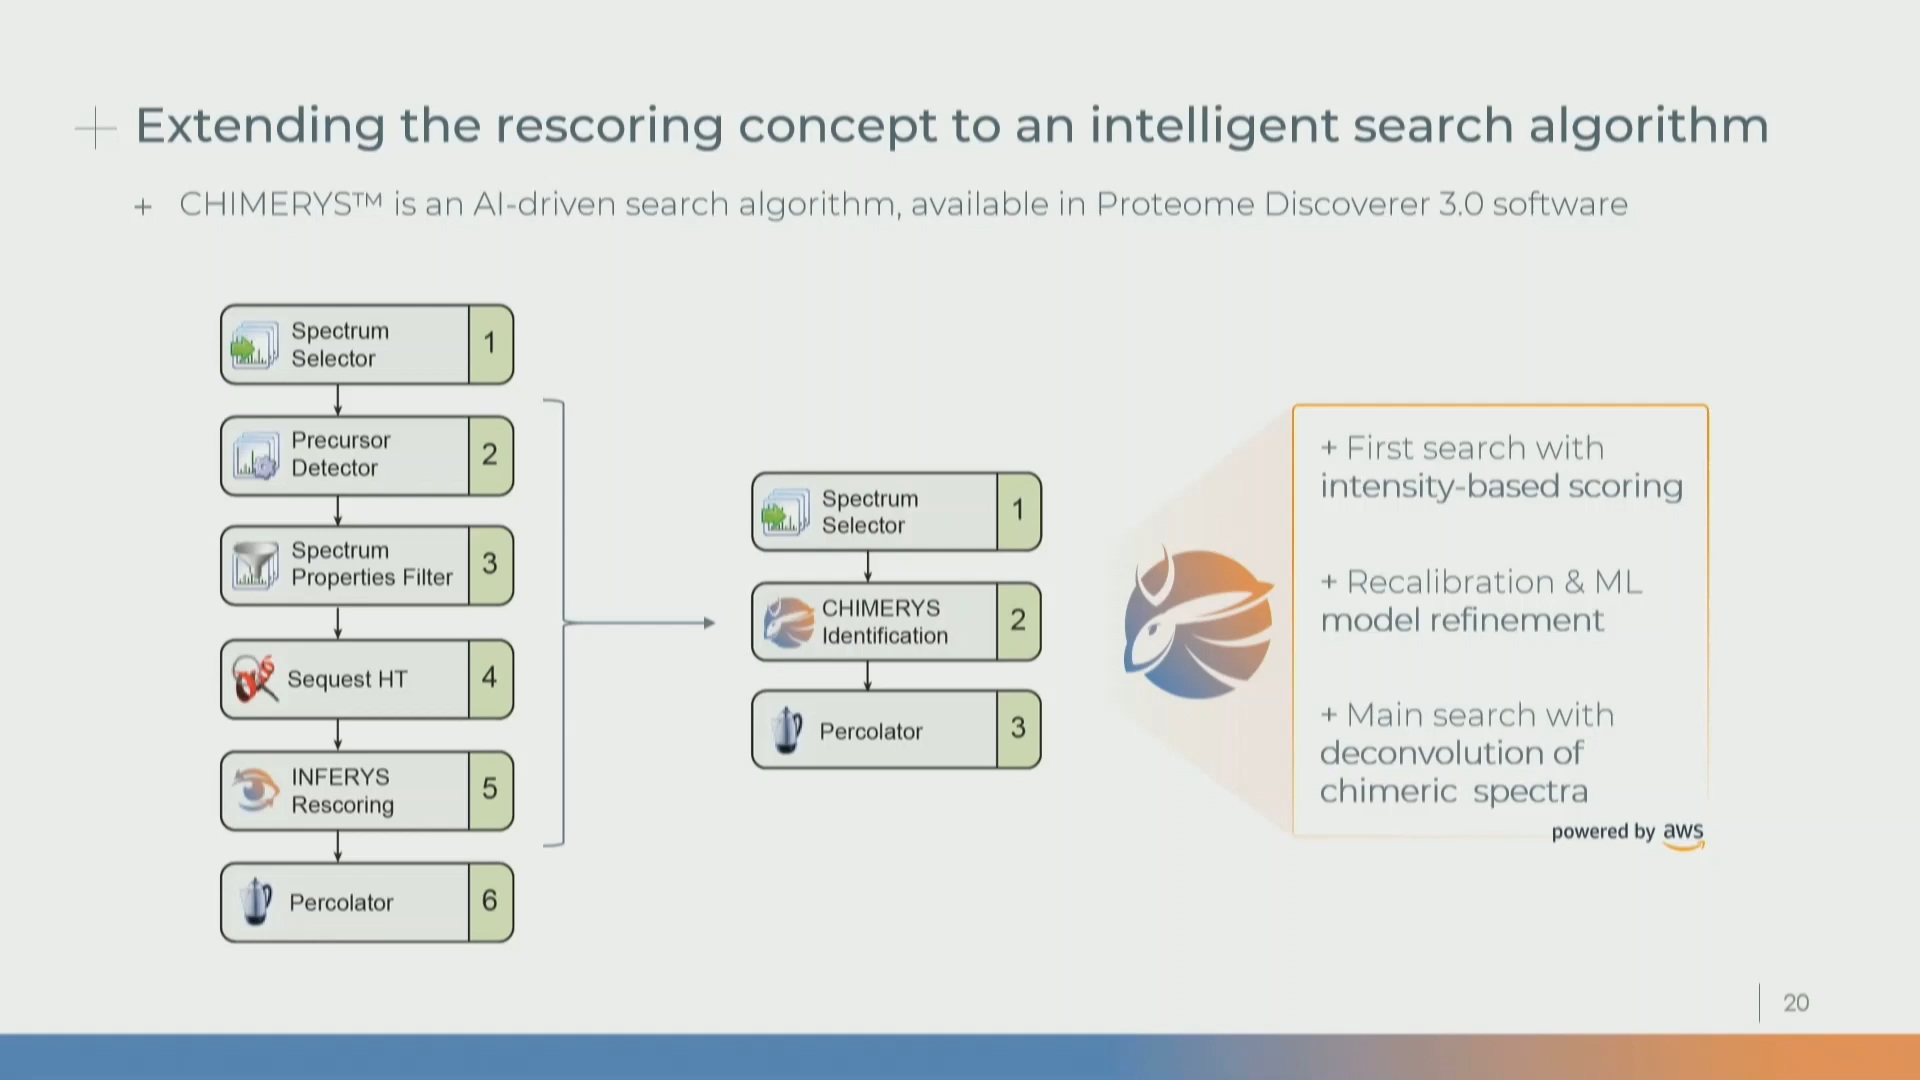 Extending the rescoring concept to an intelligent search algorithm
+ CHIMERYS™ is an AI-driven search algorithm, available in Proteome Discoverer 3.0 software
Spectrum
Selector
1
Precursor
Detector
2
Spectrum
Properties Filter
3
Sequest HT
4
INFERYS
Rescoring
5
Percolator
6
Spectrum
Selector
1
CHIMERYS
Identification
2
Percolator
3
+ First search with
intensity-based scoring
+ Recalibration & ML
model refinement
+ Main search with
deconvolution of
chimeric spectra
powered by aws
20